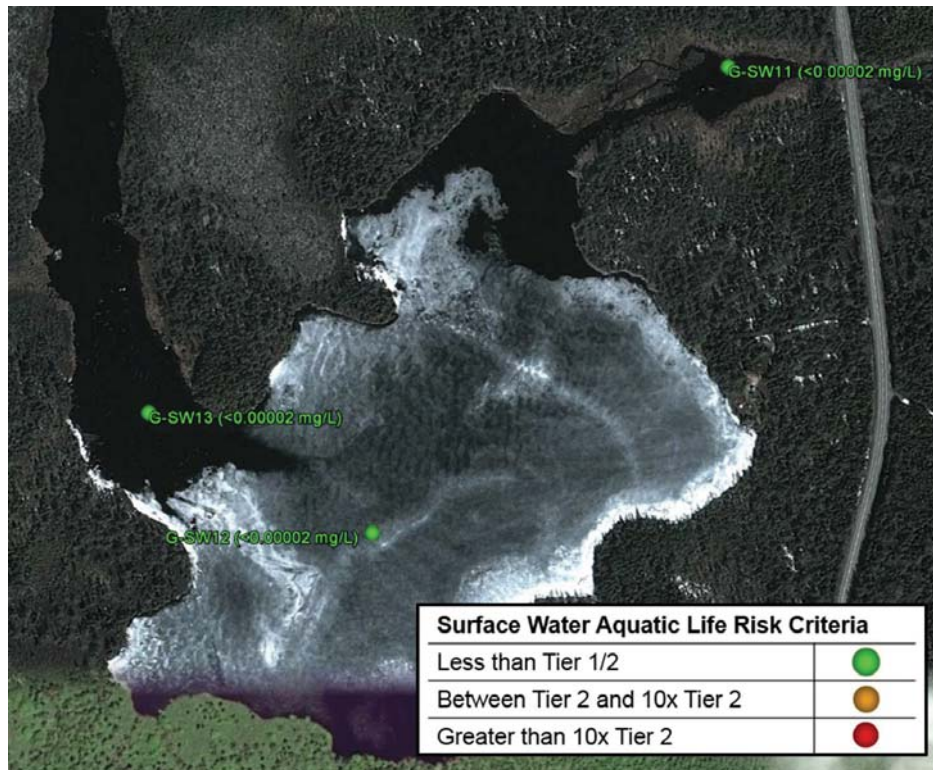 G-SW11 (<0.00002 mg/L)
G-SW13 (<0.00002 mg/L)
G-SW12 (<0.00002 mg/L)
Surface Water Aquatic Life Risk Criteria
Less than Tier 1/2
Between Tier 2 and 10x Tier 2
Greater than 10x Tier 2